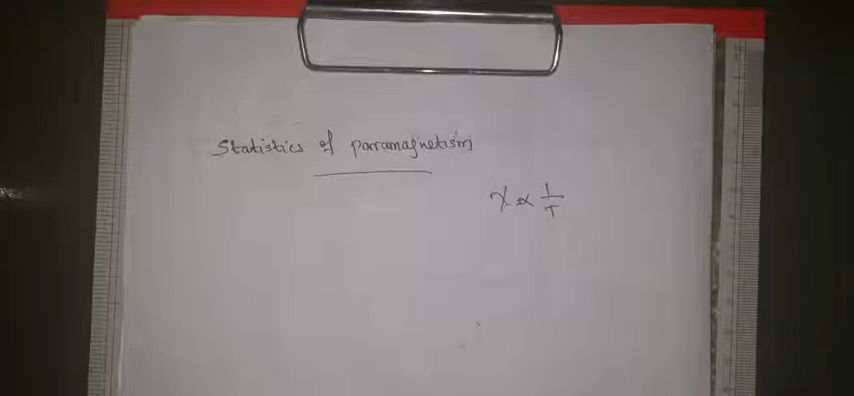 Statistics of paramagnetism
χ ∝ 1/T